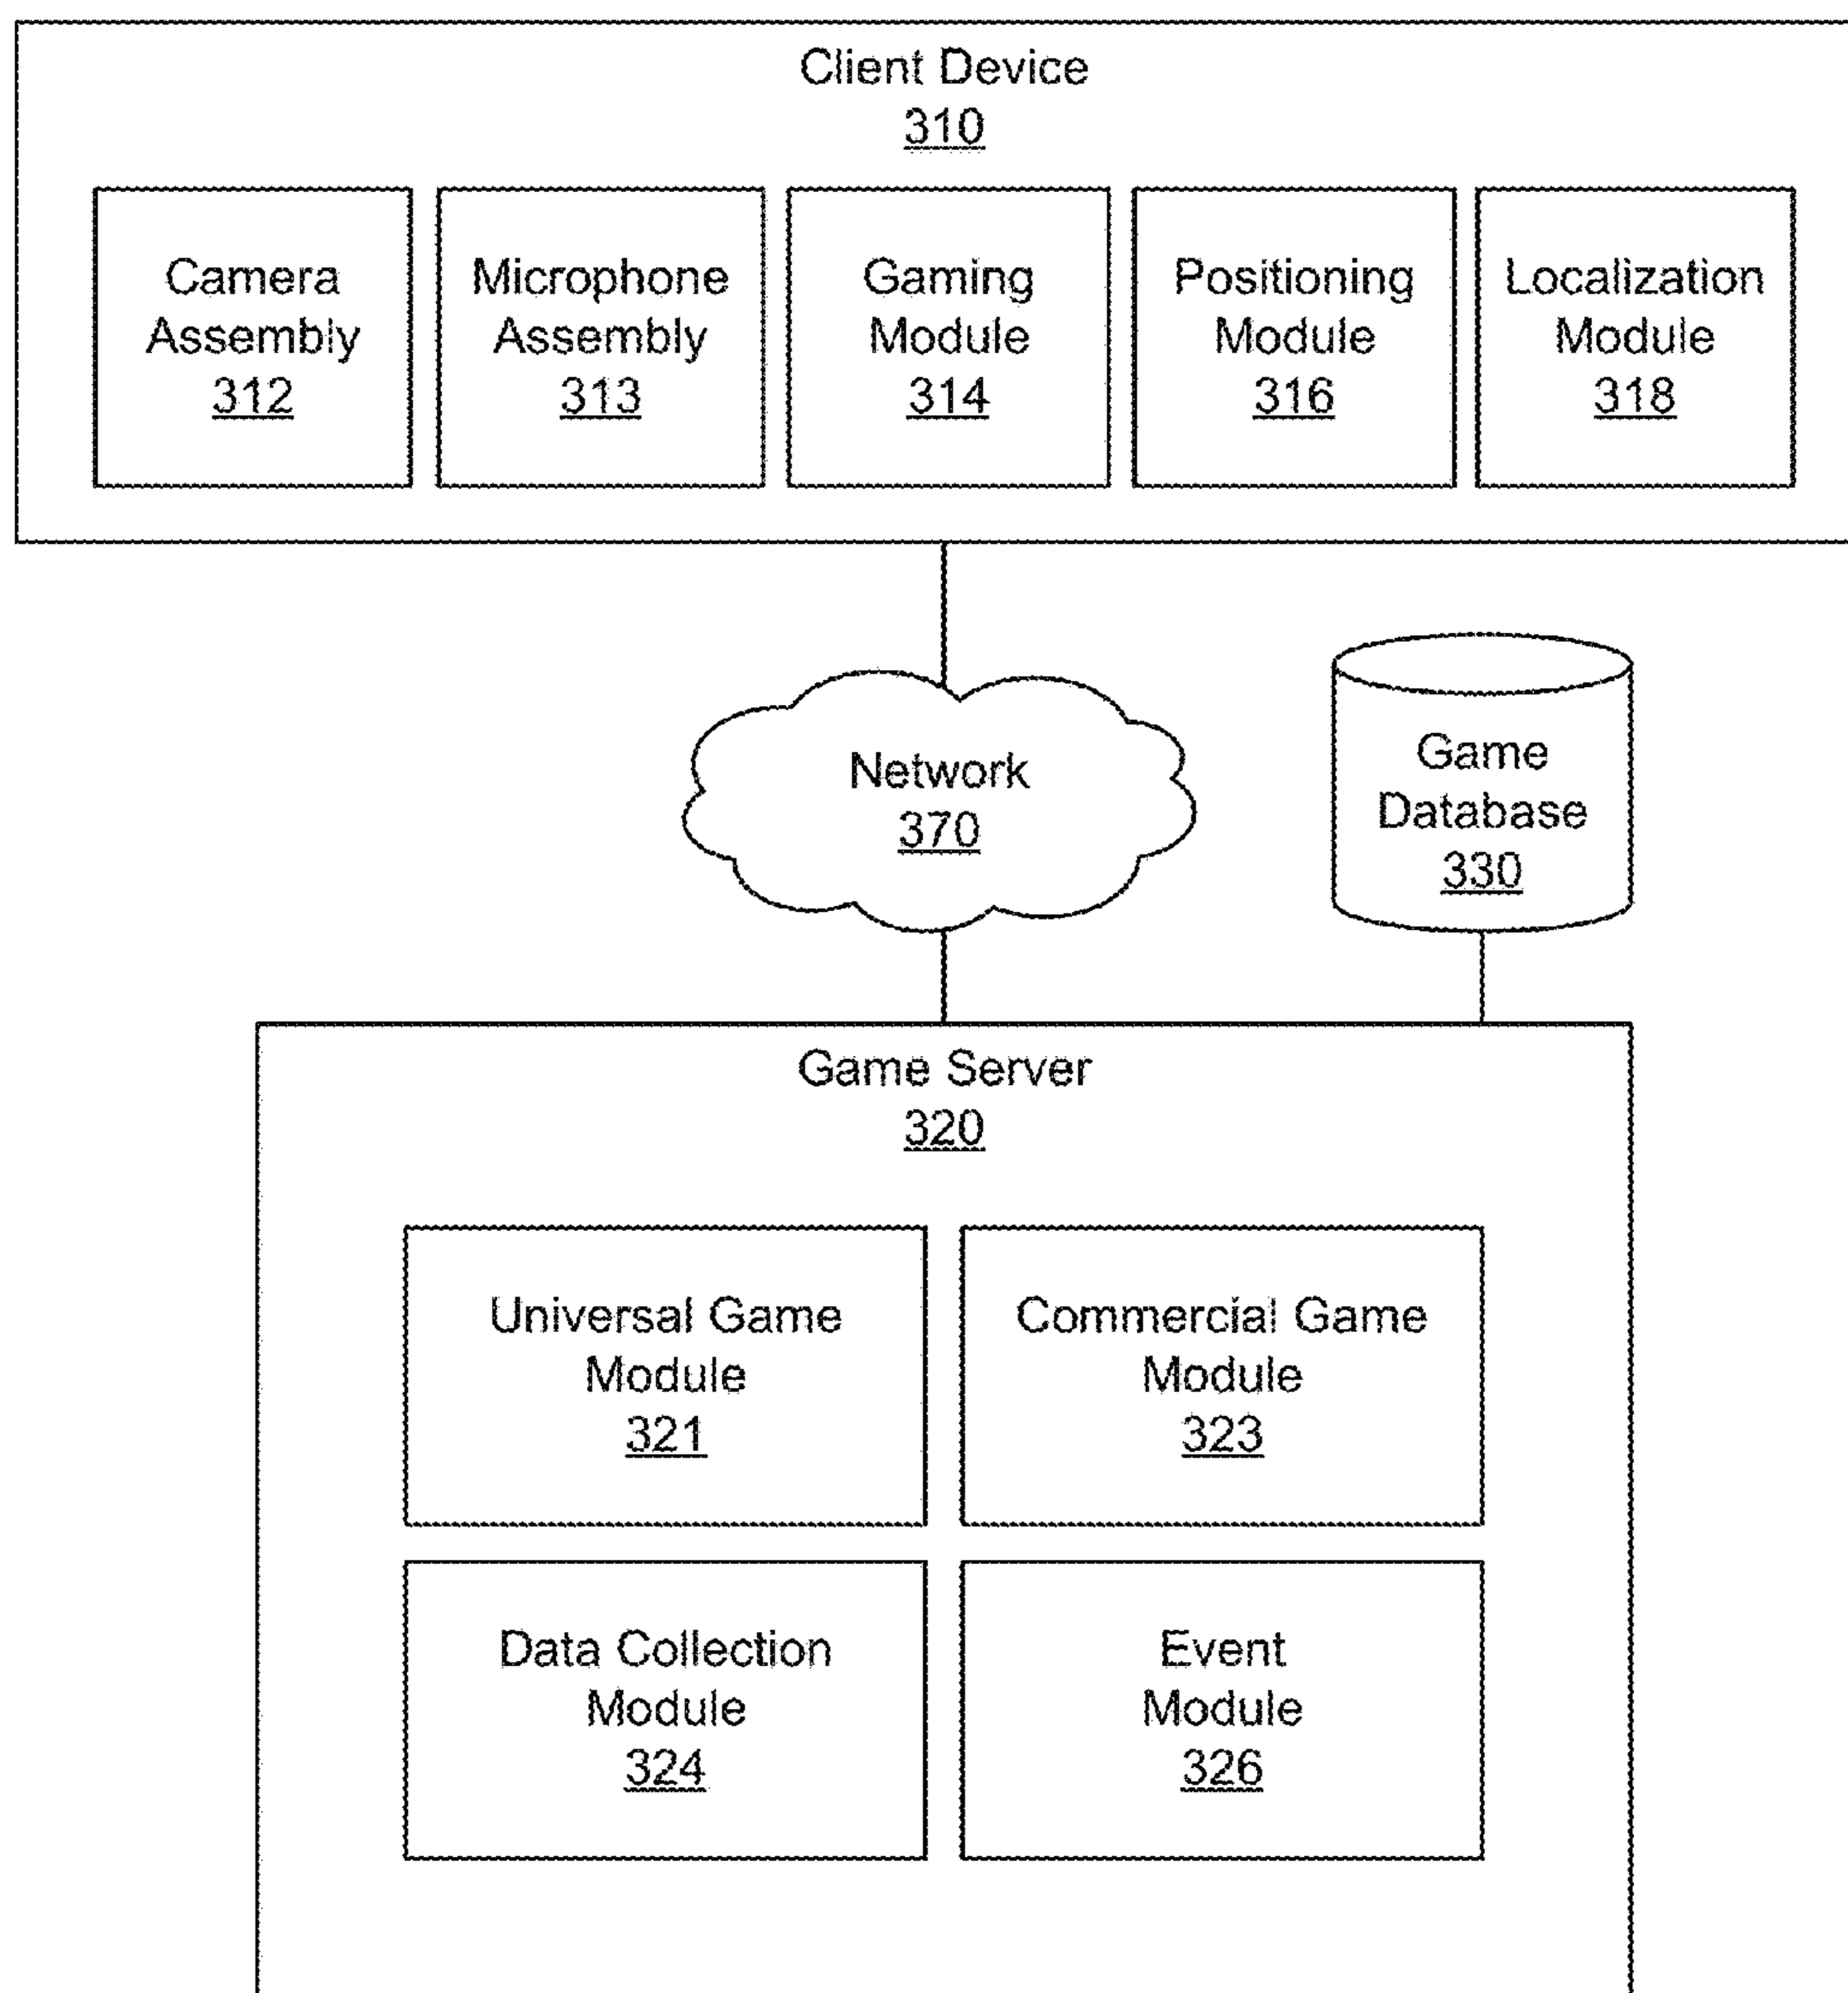 Client Device
310
Camera
Assembly
312
Microphone
Assembly
313
Gaming
Module
314
Positioning
Module
316
Localization
Module
318
Network
370
Game
Database
330
Game Server
320
Universal Game
Module
321
Commercial Game
Module
323
Data Collection
Module
324
Event
Module
326